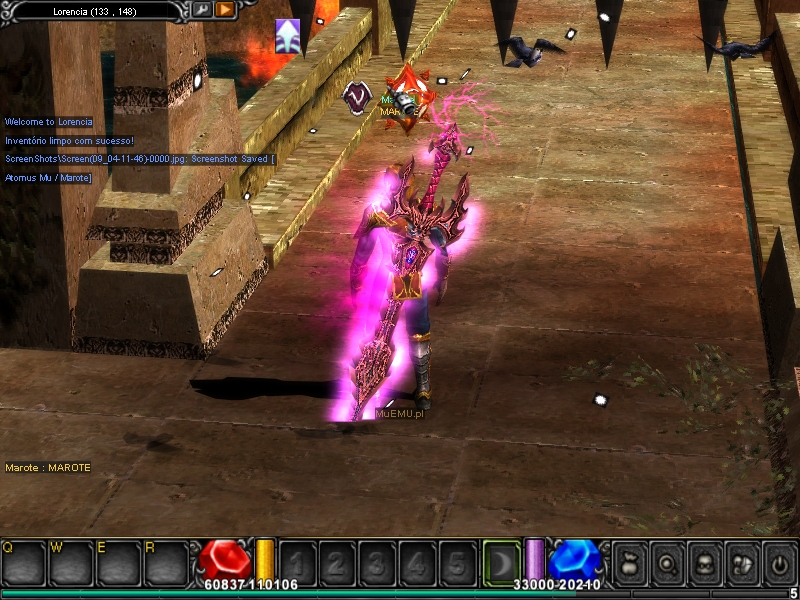 Lorencia (133 , 148)
Welcome to Lorencia
Inventório limpo com sucesso!
ScreenShots\Screen(09_04-11-46)-0000.jpg: Screenshot Saved [
Atomus Mu / Marote]
MuEMU.pl
Marote : MAROTE
Q W E R
1 2 3 4 5
60837 110106 33000 20210
5